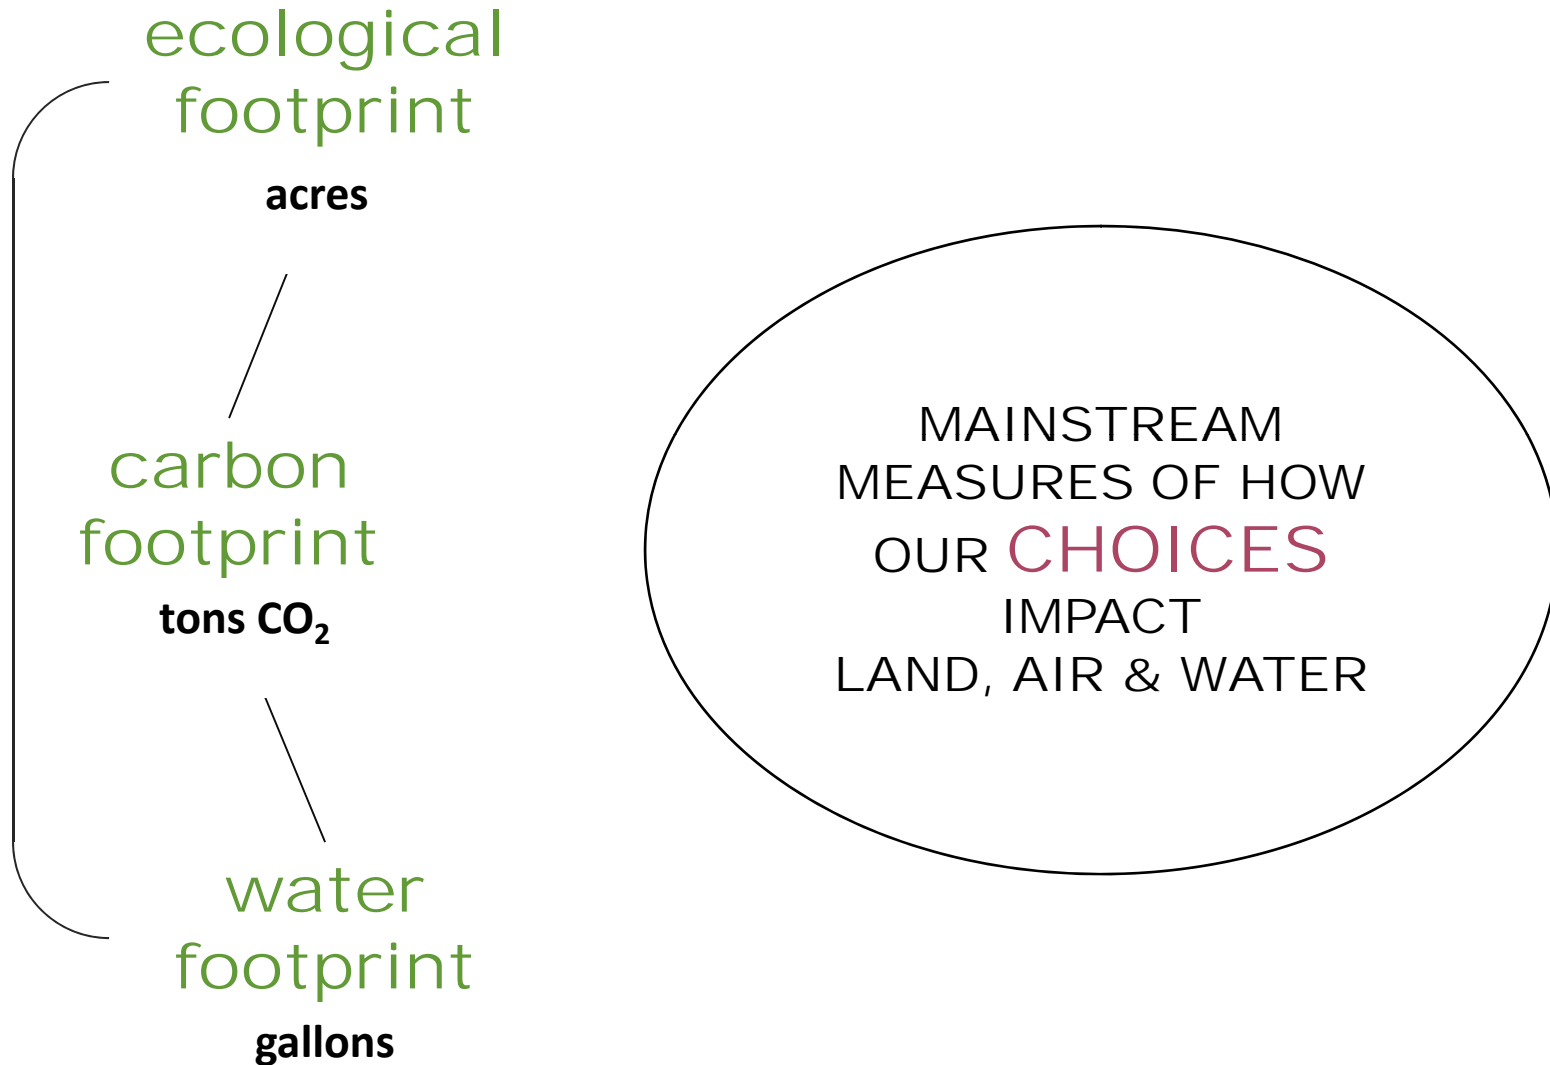 ecological
footprint
acres
carbon
footprint
tons CO₂
water
footprint
gallons
MAINSTREAM
MEASURES OF HOW
OUR CHOICES
IMPACT
LAND, AIR & WATER